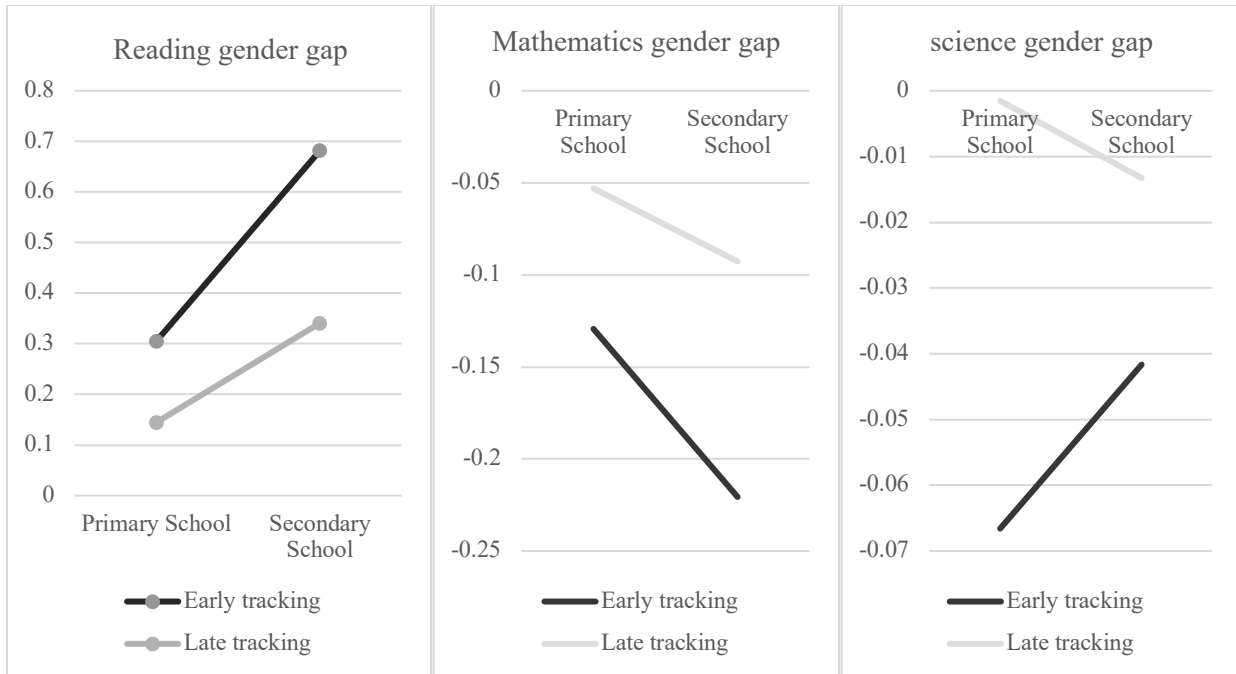 Reading gender gap
0.8
0.7
0.6
0.5
0.4
0.3
0.2
0.1
0
Primary School
Secondary
School
Early tracking
Late tracking
Mathematics gender gap
0
Primary
School
Secondary
School
-0.05
-0.1
-0.15
-0.2
-0.25
Early tracking
Late tracking
science gender gap
0
Primary
School
Secondary
School
-0.01
-0.02
-0.03
-0.04
-0.05
-0.06
-0.07
Early tracking
Late tracking